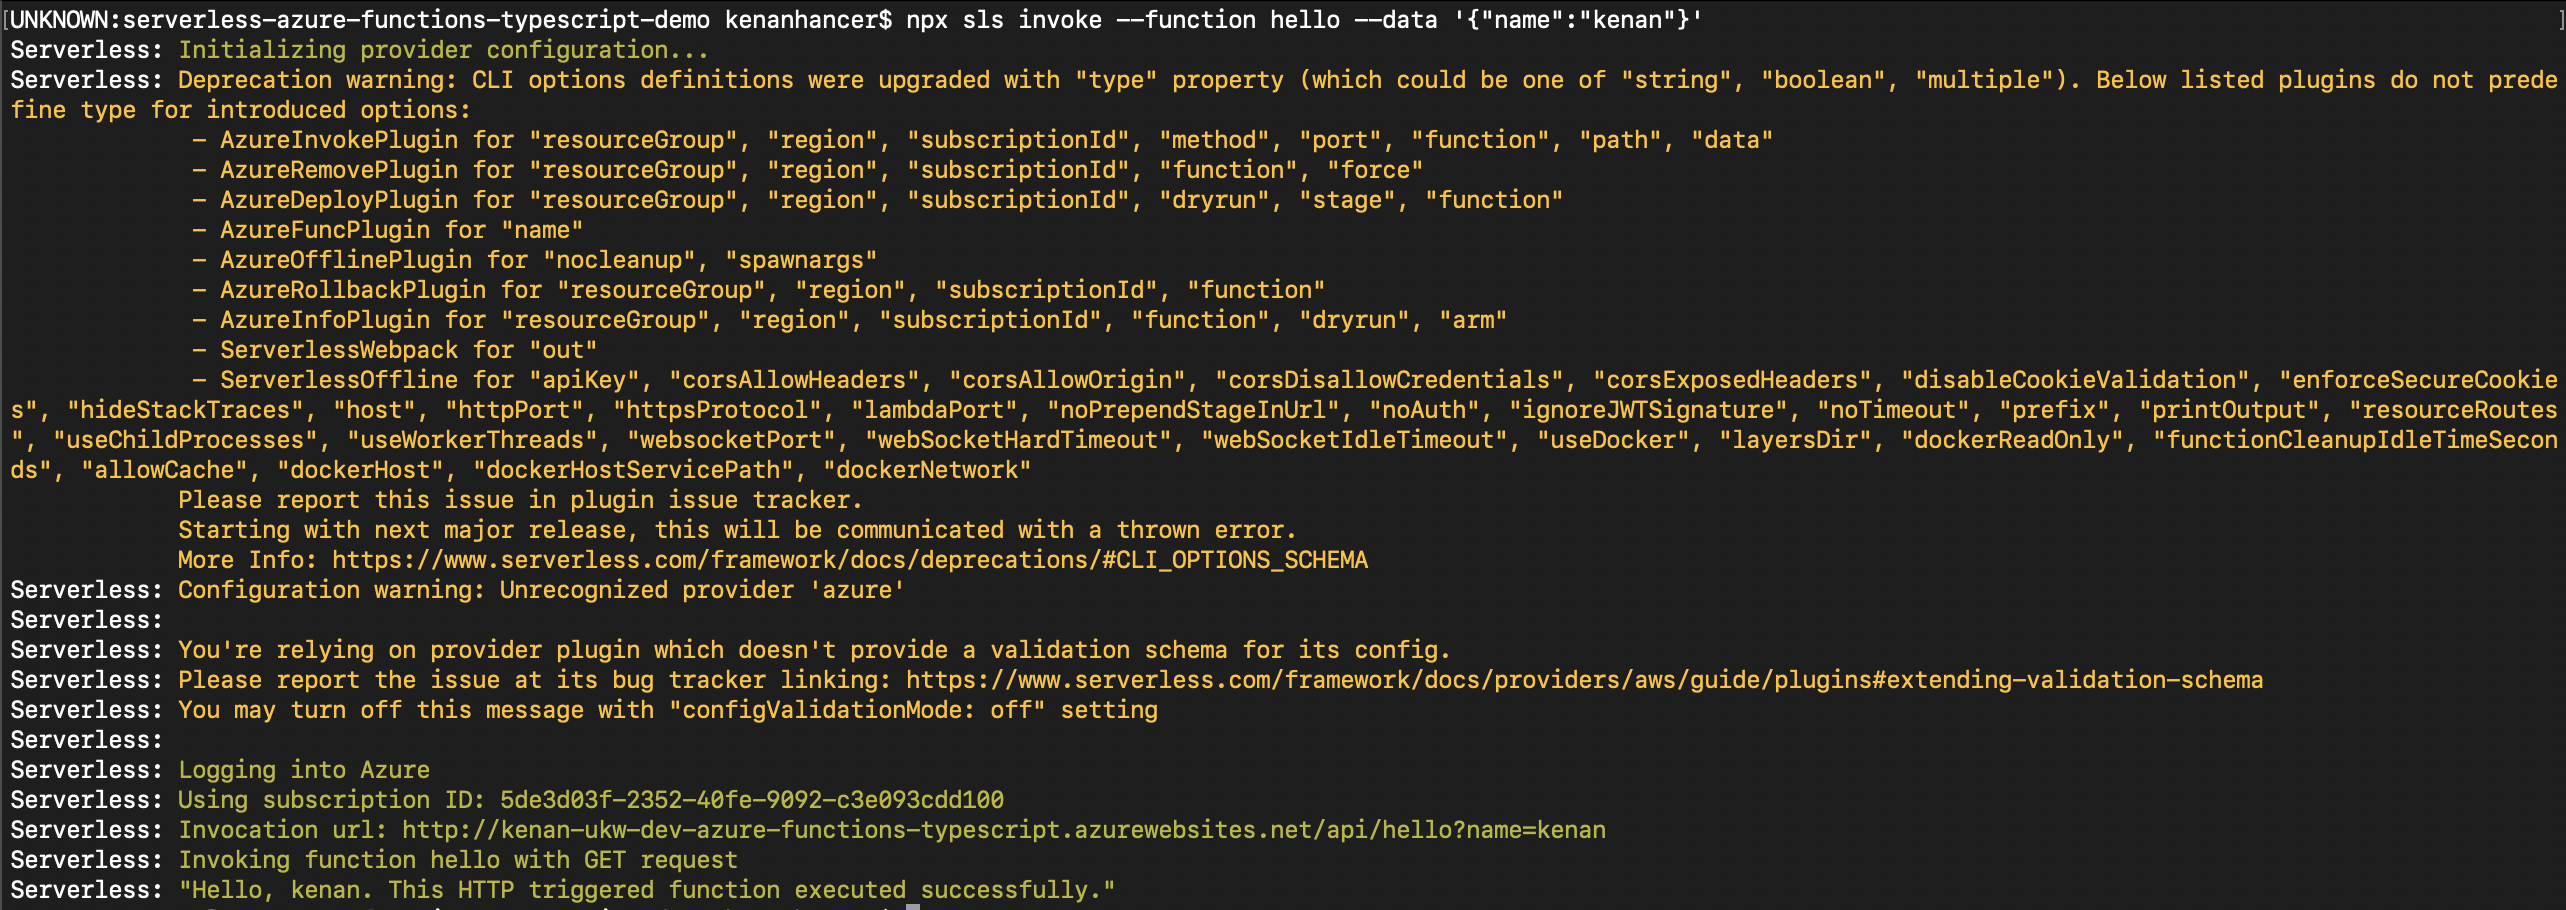 [UNKNOWN:serverless-azure-functions-typescript-demo kenanhancer$ npx sls invoke --function hello --data '{"name":"kenan"}' ]
Serverless: Initializing provider configuration...
Serverless: Deprecation warning: CLI options definitions were upgraded with "type" property (which could be one of "string", "boolean", "multiple"). Below listed plugins do not prede
fine type for introduced options:
- AzureInvokePlugin for "resourceGroup", "region", "subscriptionId", "method", "port", "function", "path", "data"
- AzureRemovePlugin for "resourceGroup", "region", "subscriptionId", "function", "force"
- AzureDeployPlugin for "resourceGroup", "region", "subscriptionId", "dryrun", "stage", "function"
- AzureFuncPlugin for "name"
- AzureOfflinePlugin for "nocleanup", "spawnargs"
- AzureRollbackPlugin for "resourceGroup", "region", "subscriptionId", "function"
- AzureInfoPlugin for "resourceGroup", "region", "subscriptionId", "function", "dryrun", "arm"
- ServerlessWebpack for "out"
- ServerlessOffline for "apiKey", "corsAllowHeaders", "corsAllowOrigin", "corsDisallowCredentials", "corsExposedHeaders", "disableCookieValidation", "enforceSecureCookie
s", "hideStackTraces", "host", "httpPort", "httpsProtocol", "lambdaPort", "noPrependStageInUrl", "noAuth", "ignoreJWTSignature", "noTimeout", "prefix", "printOutput", "resourceRoutes
", "useChildProcesses", "useWorkerThreads", "websocketPort", "webSocketHardTimeout", "webSocketIdleTimeout", "useDocker", "layersDir", "dockerReadOnly", "functionCleanupIdleTimeSecon
ds", "allowCache", "dockerHost", "dockerHostServicePath", "dockerNetwork"
Please report this issue in plugin issue tracker.
Starting with next major release, this will be communicated with a thrown error.
More Info: https://www.serverless.com/framework/docs/deprecations/#CLI_OPTIONS_SCHEMA
Serverless: Configuration warning: Unrecognized provider 'azure'
Serverless:
Serverless: You're relying on provider plugin which doesn't provide a validation schema for its config.
Serverless: Please report the issue at its bug tracker linking: https://www.serverless.com/framework/docs/providers/aws/guide/plugins#extending-validation-schema
Serverless: You may turn off this message with "configValidationMode: off" setting
Serverless:
Serverless: Logging into Azure
Serverless: Using subscription ID: 5de3d03f-2352-40fe-9092-c3e093cdd100
Serverless: Invocation url: http://kenan-ukw-dev-azure-functions-typescript.azurewebsites.net/api/hello?name=kenan
Serverless: Invoking function hello with GET request
Serverless: "Hello, kenan. This HTTP triggered function executed successfully."